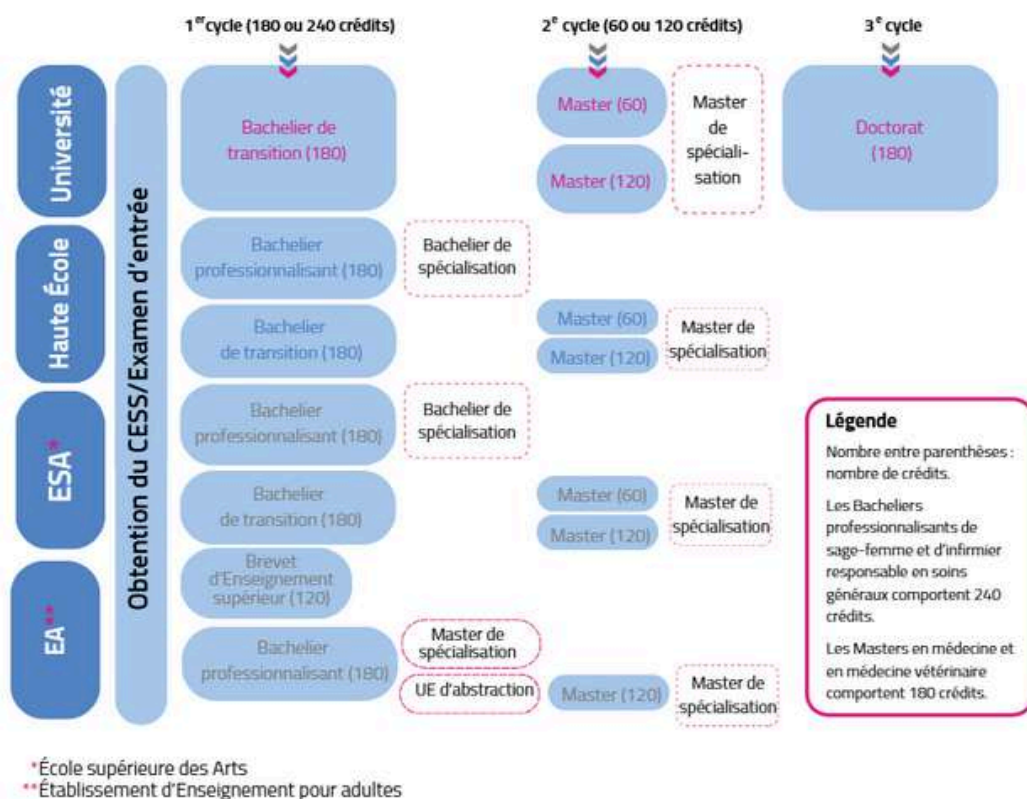 1er cycle (180 ou 240 crédits)
2e cycle (60 ou 120 crédits)
3e cycle
Université
Haute École
ESA*
EA**
Obtention du CESS/Examen d'entrée
Bachelier de
transition (180)
Master (60)
Master (120)
Master
de
spéciali-
sation
Doctorat
(180)
Bachelier
professionnalisant (180)
Bachelier de
spécialisation
Bachelier
de transition (180)
Master (60)
Master (120)
Master de
spécialisation
Bachelier
professionnalisant (180)
Bachelier de
spécialisation
Bachelier
de transition (180)
Master (60)
Master (120)
Master de
spécialisation
Brevet
d'Enseignement
supérieur (120)
Bachelier
professionnalisant (180)
Master de
spécialisation
UE d'abstraction
Master (120)
Master de
spécialisation
Légende
Nombre entre parenthèses :
nombre de crédits.
Les Bacheliers
professionnalisants de
sage-femme et d'infirmier
responsable en soins
généraux comportent 240
crédits.
Les Masters en médecine et
en médecine vétérinaire
comportent 180 crédits.
*École supérieure des Arts
**Établissement d'Enseignement pour adultes